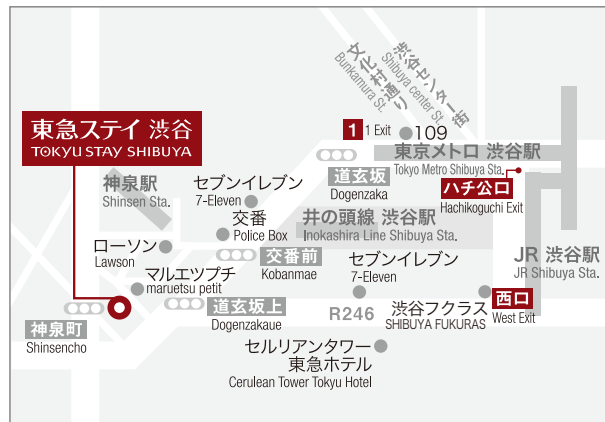 文化村通り
Bunkamura St.
渋谷センター街
Shibuya center St.
東急ステイ 渋谷
TOKYU STAY SHIBUYA
1
1 Exit
109
東京メトロ 渋谷駅
Tokyo Metro Shibuya Sta.
道玄坂
Dogenzaka
ハチ公口
Hachikoguchi Exit
神泉駅
Shinsen Sta.
セブンイレブン
7-Eleven
交番
Police Box
井の頭線 渋谷駅
Inokashira Line Shibuya Sta.
ローソン
Lawson
交番前
Kobanmae
JR 渋谷駅
JR Shibuya Sta.
マルエツプチ
maruetsu petit
セブンイレブン
7-Eleven
道玄坂上
Dogenzakaue
R246
渋谷フクラス
SHIBUYA FUKURAS
西口
West Exit
神泉町
Shinsencho
セルリアンタワー
東急ホテル
Cerulean Tower Tokyu Hotel